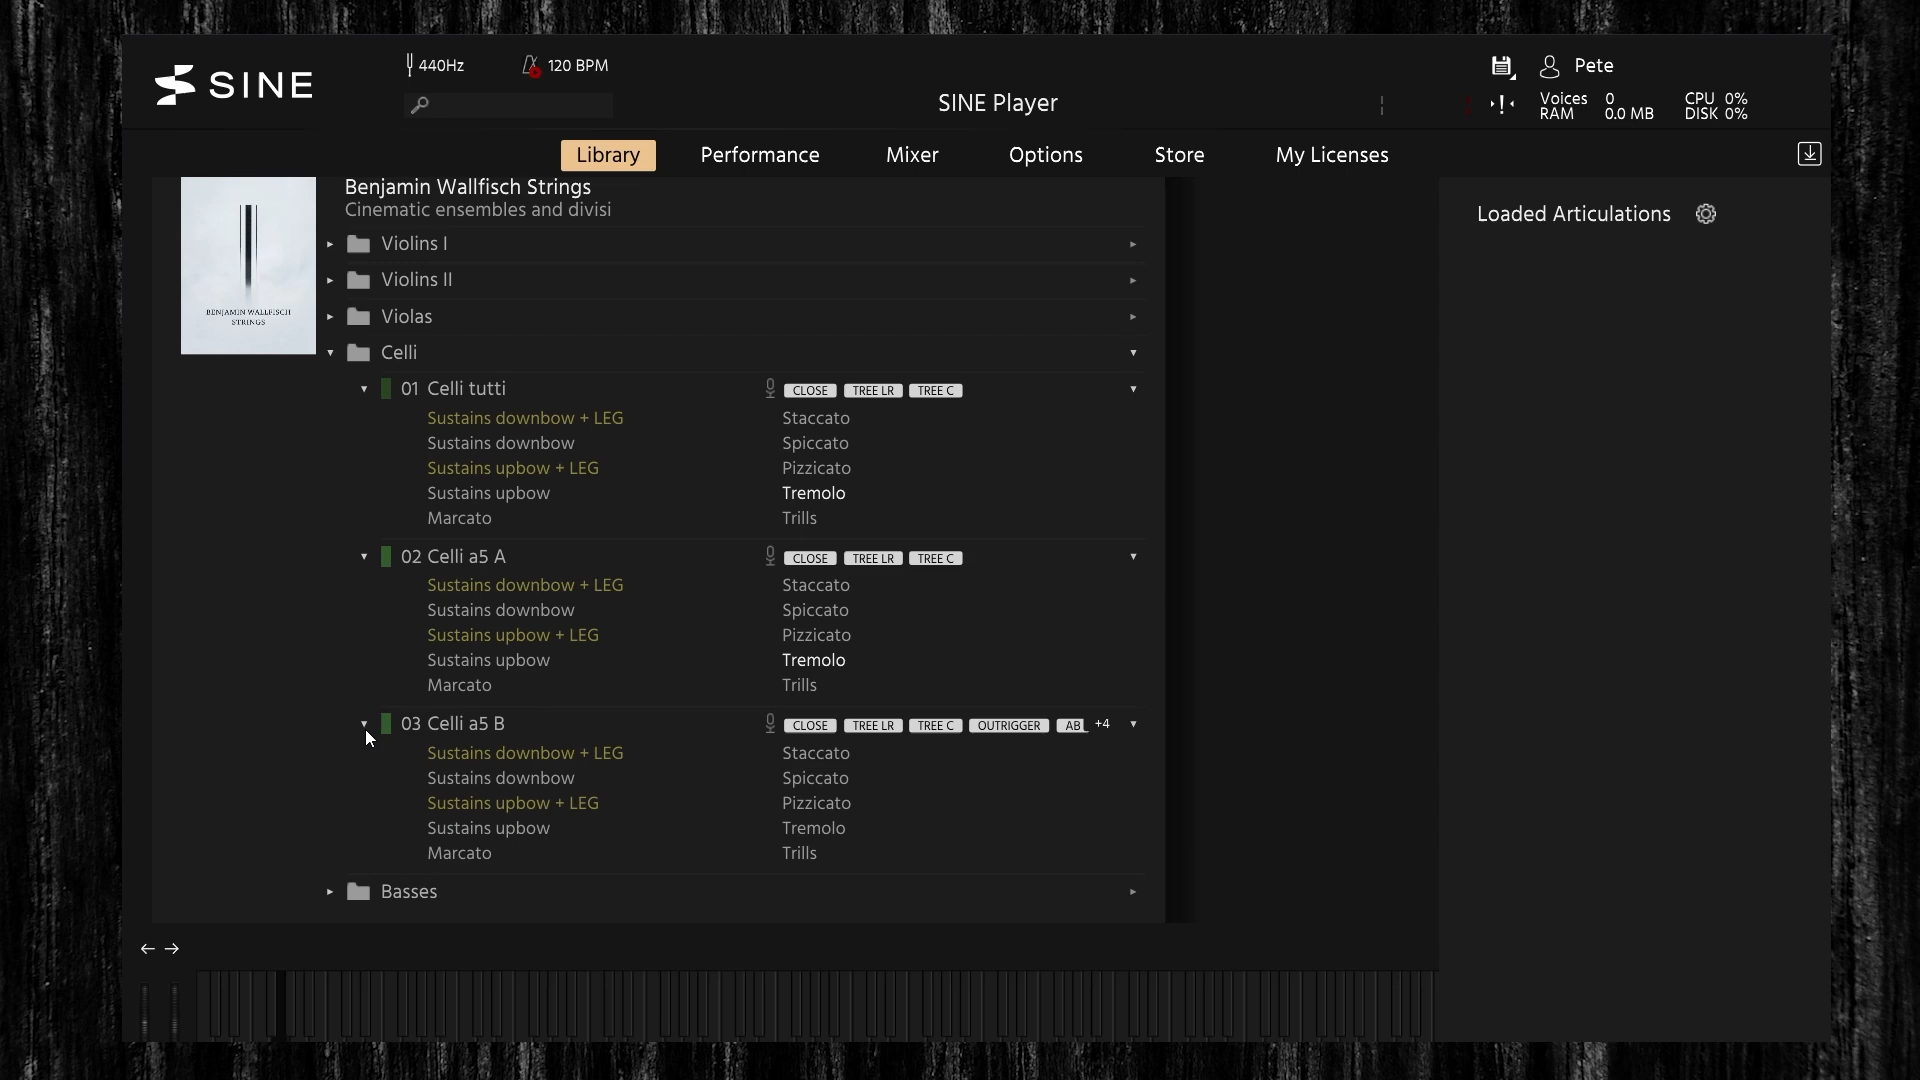 SINE
440Hz
120 BPM
SINE Player
Pete
Voices 0
RAM 0.0 MB
CPU 0%
DISK 0%
Library
Performance
Mixer
Options
Store
My Licenses
BENJAMIN WALLFISCH
STRINGS
Benjamin Wallfisch Strings
Cinematic ensembles and divisi
Violins I
Violins II
Violas
Celli
01 Celli tutti
CLOSE TREE LR TREE C
Sustains downbow + LEG
Staccato
Sustains downbow
Spiccato
Sustains upbow + LEG
Pizzicato
Sustains upbow
Tremolo
Marcato
Trills
02 Celli a5 A
CLOSE TREE LR TREE C
Sustains downbow + LEG
Staccato
Sustains downbow
Spiccato
Sustains upbow + LEG
Pizzicato
Sustains upbow
Tremolo
Marcato
Trills
03 Celli a5 B
CLOSE TREE LR TREE C OUTRIGGER AB +4
Sustains downbow + LEG
Staccato
Sustains downbow
Spiccato
Sustains upbow + LEG
Pizzicato
Sustains upbow
Tremolo
Marcato
Trills
Basses
Loaded Articulations